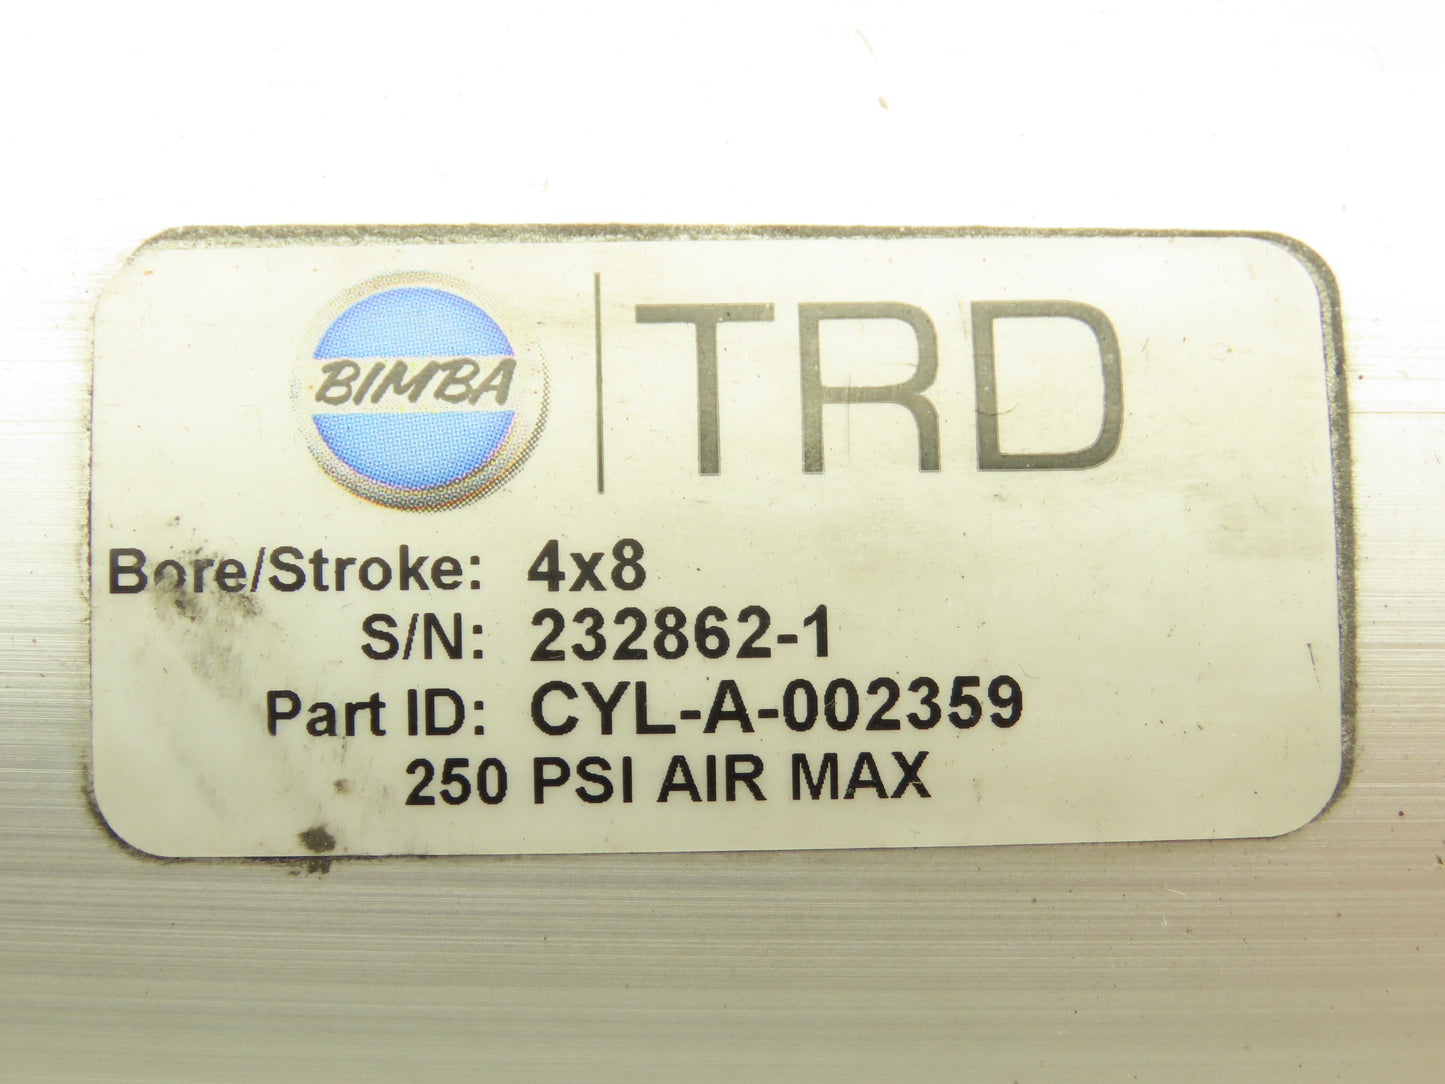 BIMBA
TRD
Bore/Stroke: 4x8
S/N: 232862-1
Part ID: CYL-A-002359
250 PSI AIR MAX